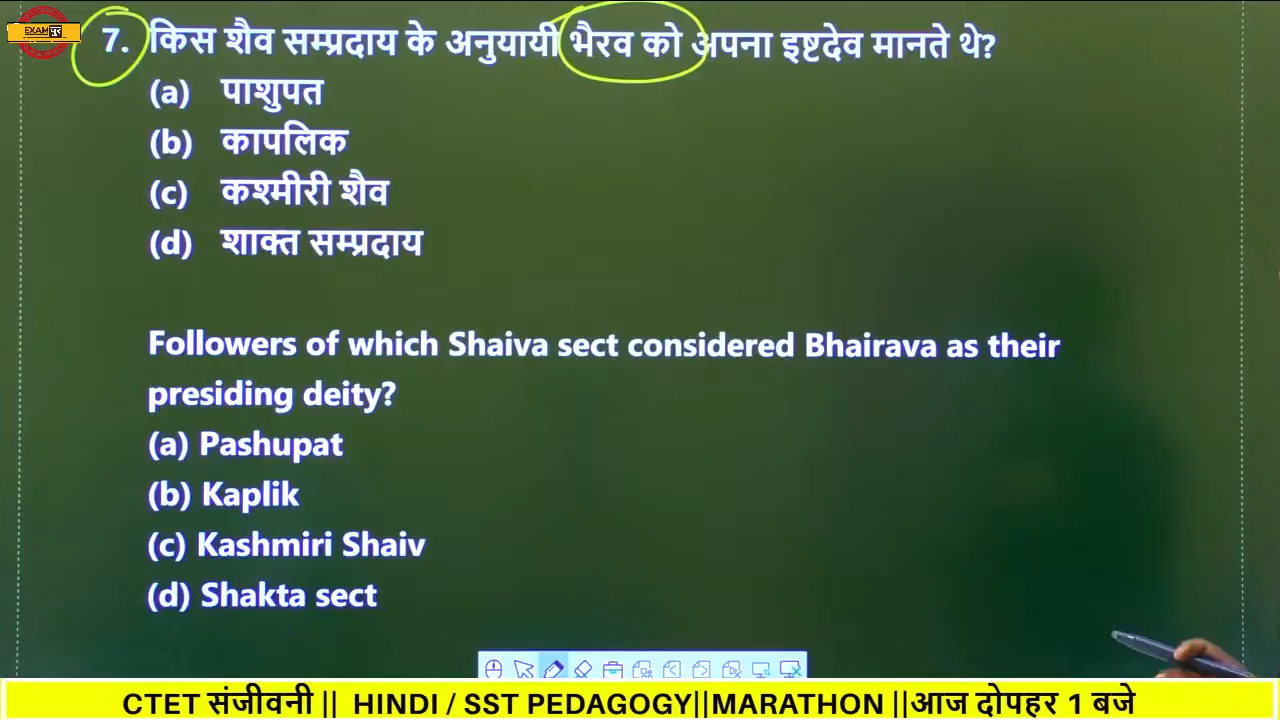 EXAM पुर
7. किस शैव सम्प्रदाय के अनुयायी भैरव को अपना इष्टदेव मानते थे?
(a) पाशुपत
(b) कापलिक
(c) कश्मीरी शैव
(d) शाक्त सम्प्रदाय
Followers of which Shaiva sect considered Bhairava as their
presiding deity?
(a) Pashupat
(b) Kaplik
(c) Kashmiri Shaiv
(d) Shakta sect
CTET संजीवनी || HINDI / SST PEDAGOGY||MARATHON ||आज दोपहर 1 बजे